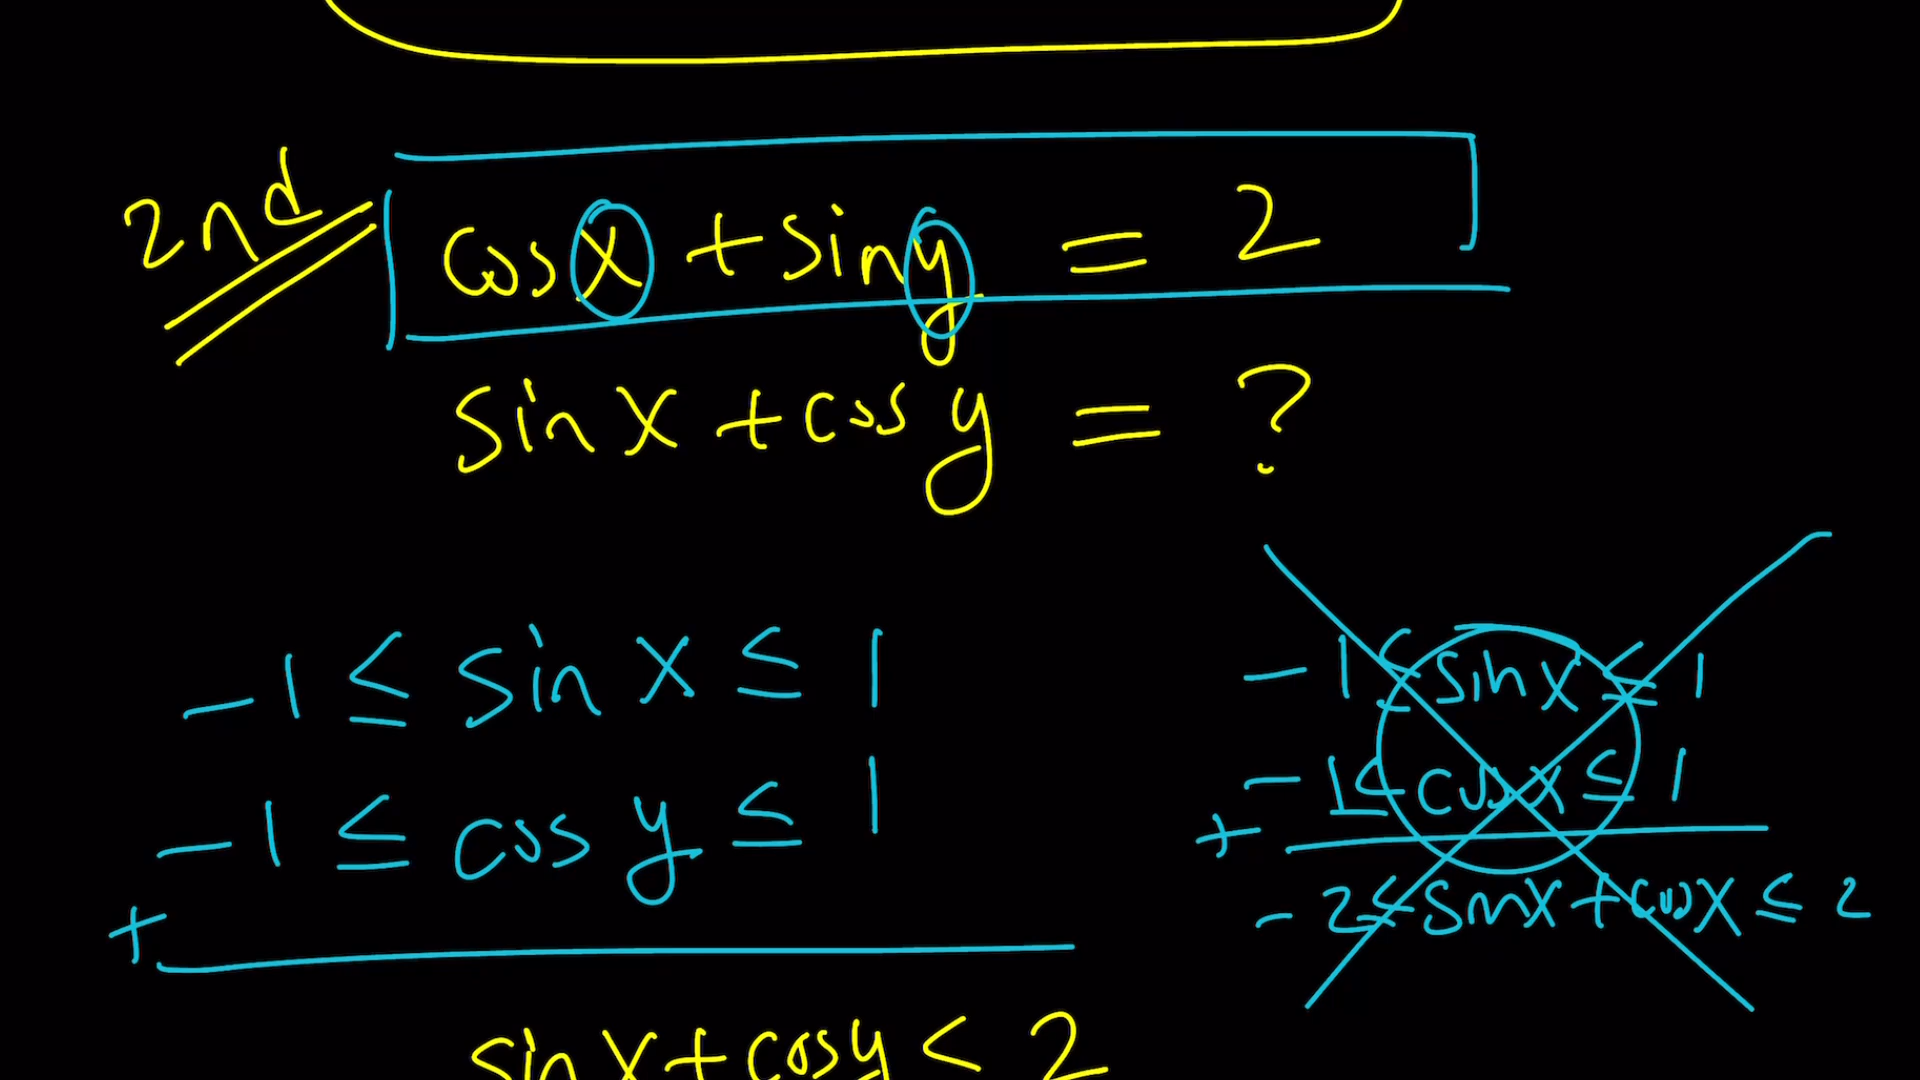 2nd
cos x + sin y = 2
sin x + cos y = ?
-1 ≤ sin x ≤ 1
-1 ≤ cos y ≤ 1
+
sin x + cos y < 2
-1 ≤ sin x ≤ 1
-1 ≤ cos x ≤ 1
+
-2 ≤ sin x + cos x ≤ 2